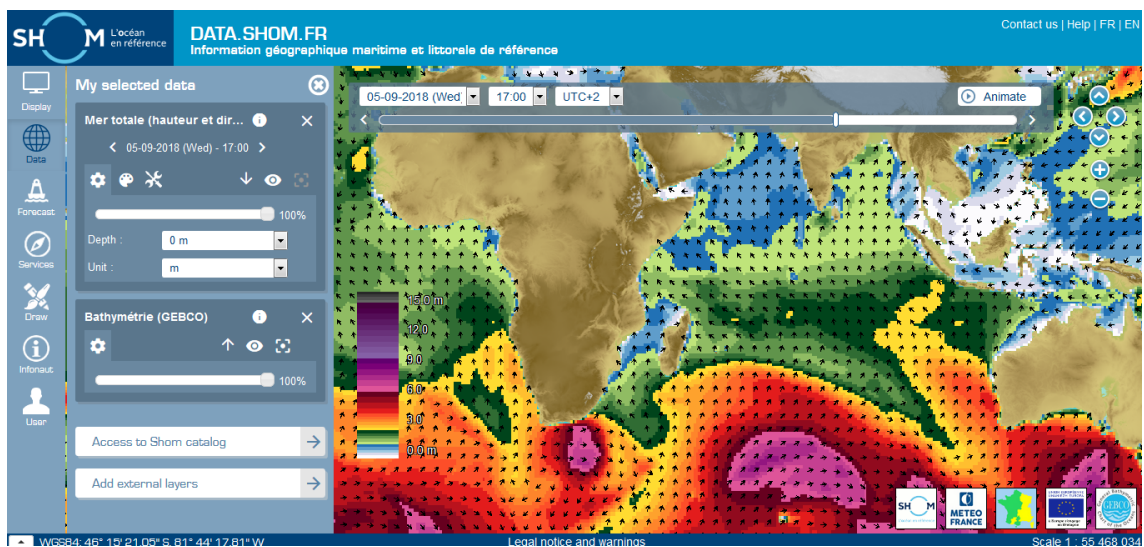 SHOM L'océan en référence
DATA.SHOM.FR
Information géographique maritime et littorale de référence
Contact us | Help | FR | EN
Display
Data
Forecast
Services
Draw
Infonaut
User
My selected data
Mer totale (hauteur et dir...
05-09-2018 (Wed) - 17:00
100%
Depth :
0 m
Unit :
m
Bathymétrie (GEBCO)
100%
Access to Shom catalog
Add external layers
05-09-2018 (Wed
17:00
UTC+2
Animate
15.0 m
12.0
9.0
6.0
3.0
0.0 m
SHOM
METEO FRANCE
GEBCO
WGS84: 46° 15' 21.05" S, 81° 44' 17.81" W
Legal notice and warnings
Scale 1 : 55 468 034